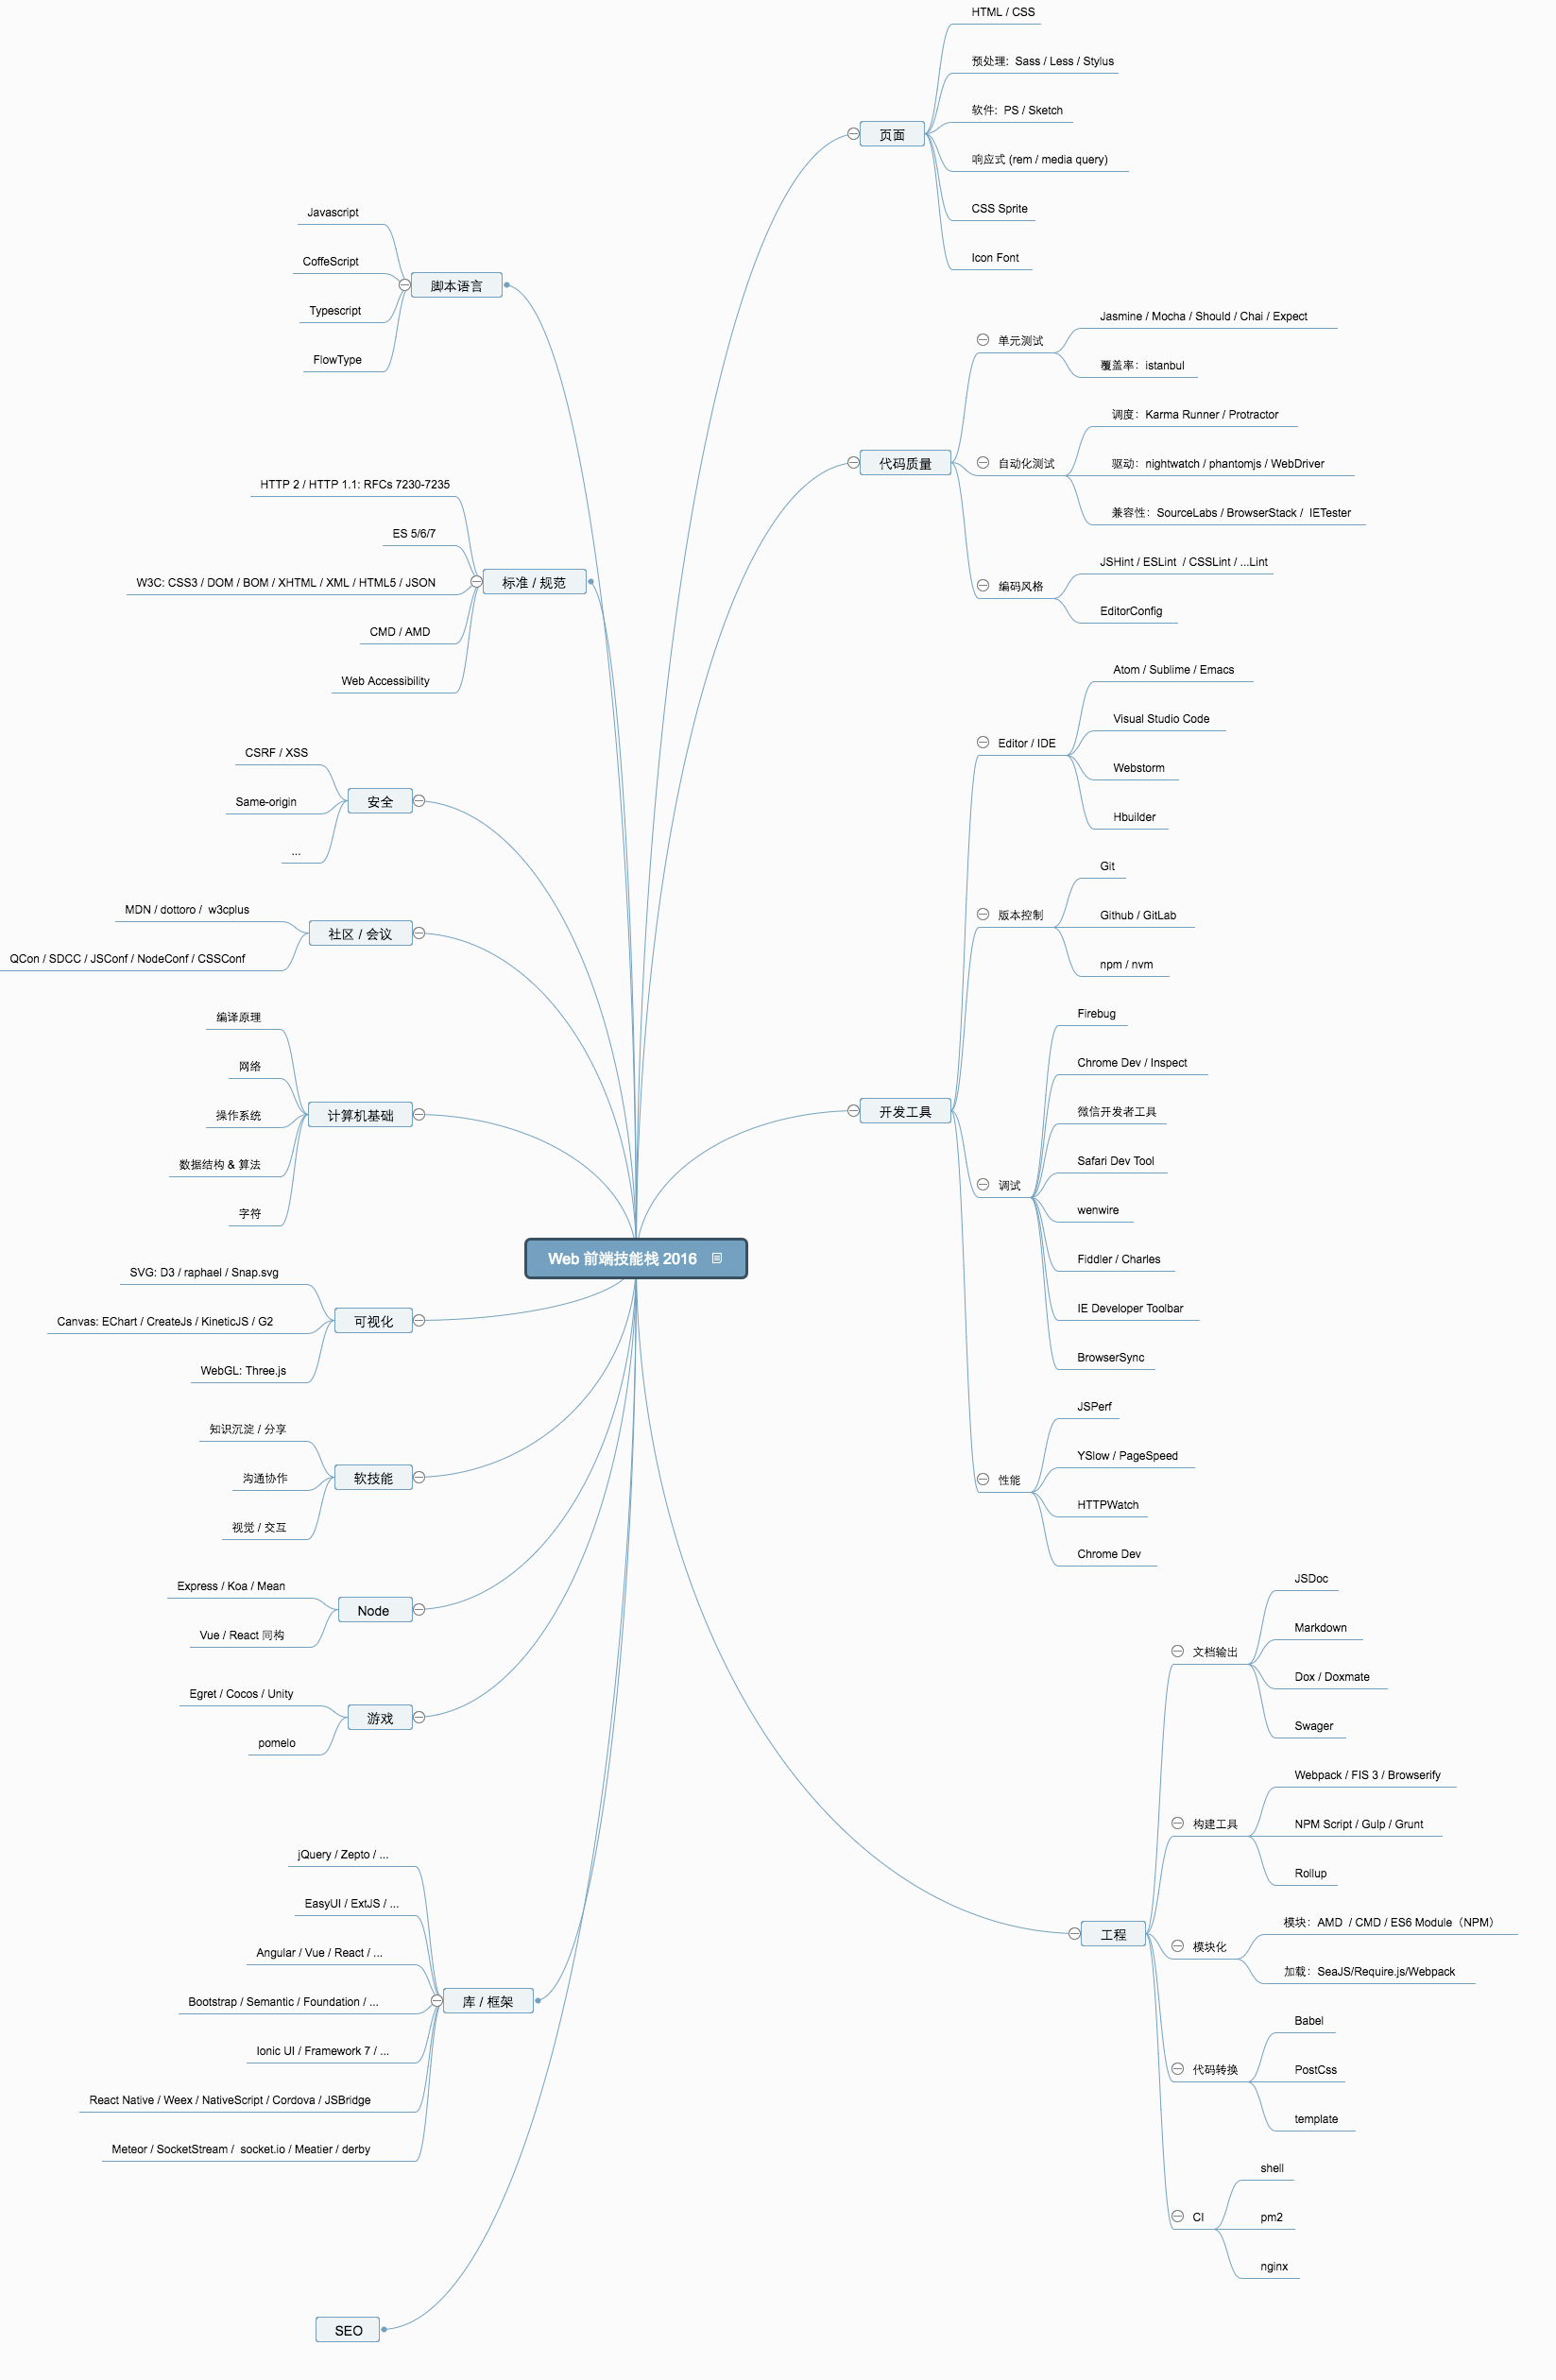 Web 前端技能栈 2016
页面
HTML / CSS
预处理:  Sass / Less / Stylus
软件:  PS / Sketch
响应式 (rem / media query)
CSS Sprite
Icon Font
代码质量
单元测试
Jasmine / Mocha / Should / Chai / Expect
覆盖率：istanbul
自动化测试
调度：Karma Runner / Protractor
驱动：nightwatch / phantomjs / WebDriver
兼容性：SourceLabs / BrowserStack /  IETester
编码风格
JSHint / ESLint  / CSSLint / ...Lint
EditorConfig
开发工具
Editor / IDE
Atom / Sublime / Emacs
Visual Studio Code
Webstorm
Hbuilder
版本控制
Git
Github / GitLab
npm / nvm
调试
Firebug
Chrome Dev / Inspect
微信开发者工具
Safari Dev Tool
wenwire
Fiddler / Charles
IE Developer Toolbar
BrowserSync
性能
JSPerf
YSlow / PageSpeed
HTTPWatch
Chrome Dev
工程
文档输出
JSDoc
Markdown
Dox / Doxmate
Swager
构建工具
Webpack / FIS 3 / Browserify
NPM Script / Gulp / Grunt
Rollup
模块化
模块：AMD  / CMD / ES6 Module（NPM）
加载：SeaJS/Require.js/Webpack
代码转换
Babel
PostCss
template
CI
shell
pm2
nginx
脚本语言
Javascript
CoffeScript
Typescript
FlowType
标准 / 规范
HTTP 2 / HTTP 1.1: RFCs 7230-7235
ES 5/6/7
W3C: CSS3 / DOM / BOM / XHTML / XML / HTML5 / JSON
CMD / AMD
Web Accessibility
安全
CSRF / XSS
Same-origin
...
社区 / 会议
MDN / dottoro /  w3cplus
QCon / SDCC / JSConf / NodeConf / CSSConf
计算机基础
编译原理
网络
操作系统
数据结构 & 算法
字符
可视化
SVG: D3 / raphael / Snap.svg
Canvas: EChart / CreateJs / KineticJS / G2
WebGL: Three.js
软技能
知识沉淀 / 分享
沟通协作
视觉 / 交互
Node
Express / Koa / Mean
Vue / React 同构
游戏
Egret / Cocos / Unity
pomelo
库 / 框架
jQuery / Zepto / ...
EasyUI / ExtJS / ...
Angular / Vue / React / ...
Bootstrap / Semantic / Foundation / ...
Ionic UI / Framework 7 / ...
React Native / Weex / NativeScript / Cordova / JSBridge
Meteor / SocketStream /  socket.io / Meatier / derby
SEO